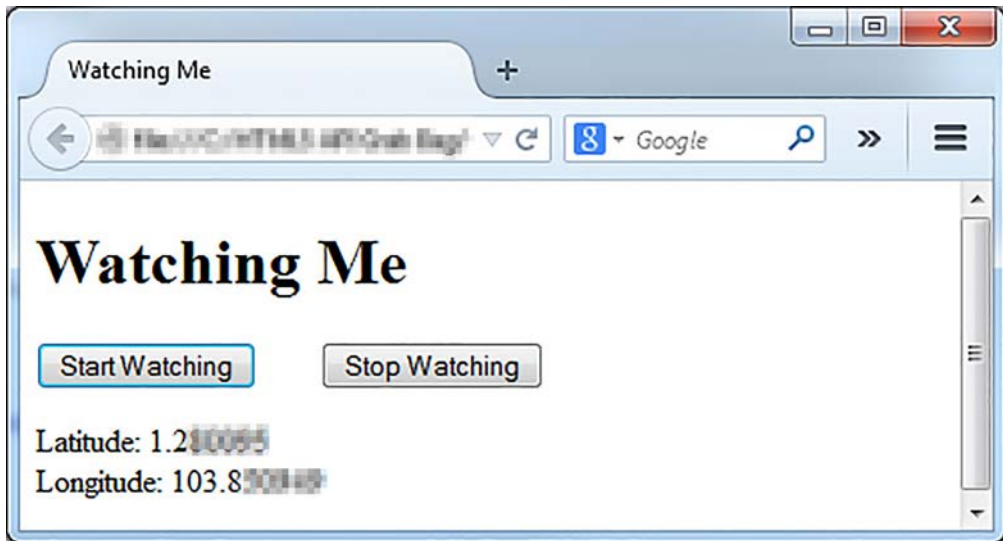 Watching Me
Google
Watching Me
Start Watching
Stop Watching
Latitude: 1.2
Longitude: 103.8